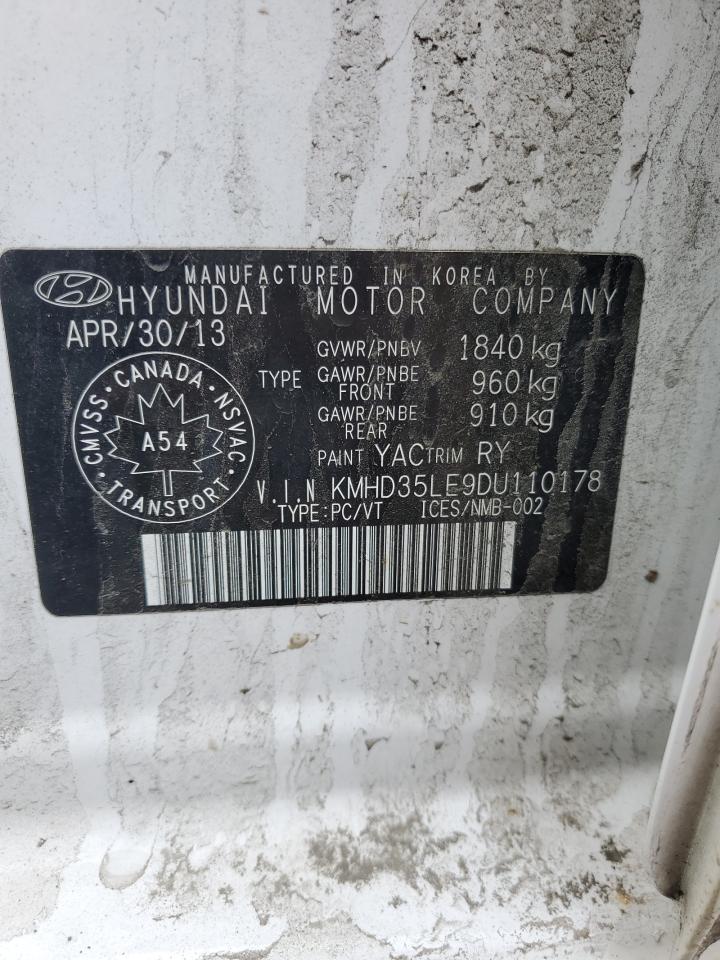 MANUFACTURED IN KOREA BY
HYUNDAI MOTOR COMPANY
APR/30/13
GVWR/PNBV 1840 kg
TYPE GAWR/PNBE FRONT 960 kg
GAWR/PNBE REAR 910 kg
PAINT YAC TRIM RY
CMVSS · CANADA · NSVAC
A54
TRANSPORT
V.I.N KMHD35LE9DU110178
TYPE:PC/VT ICES/NMB-002